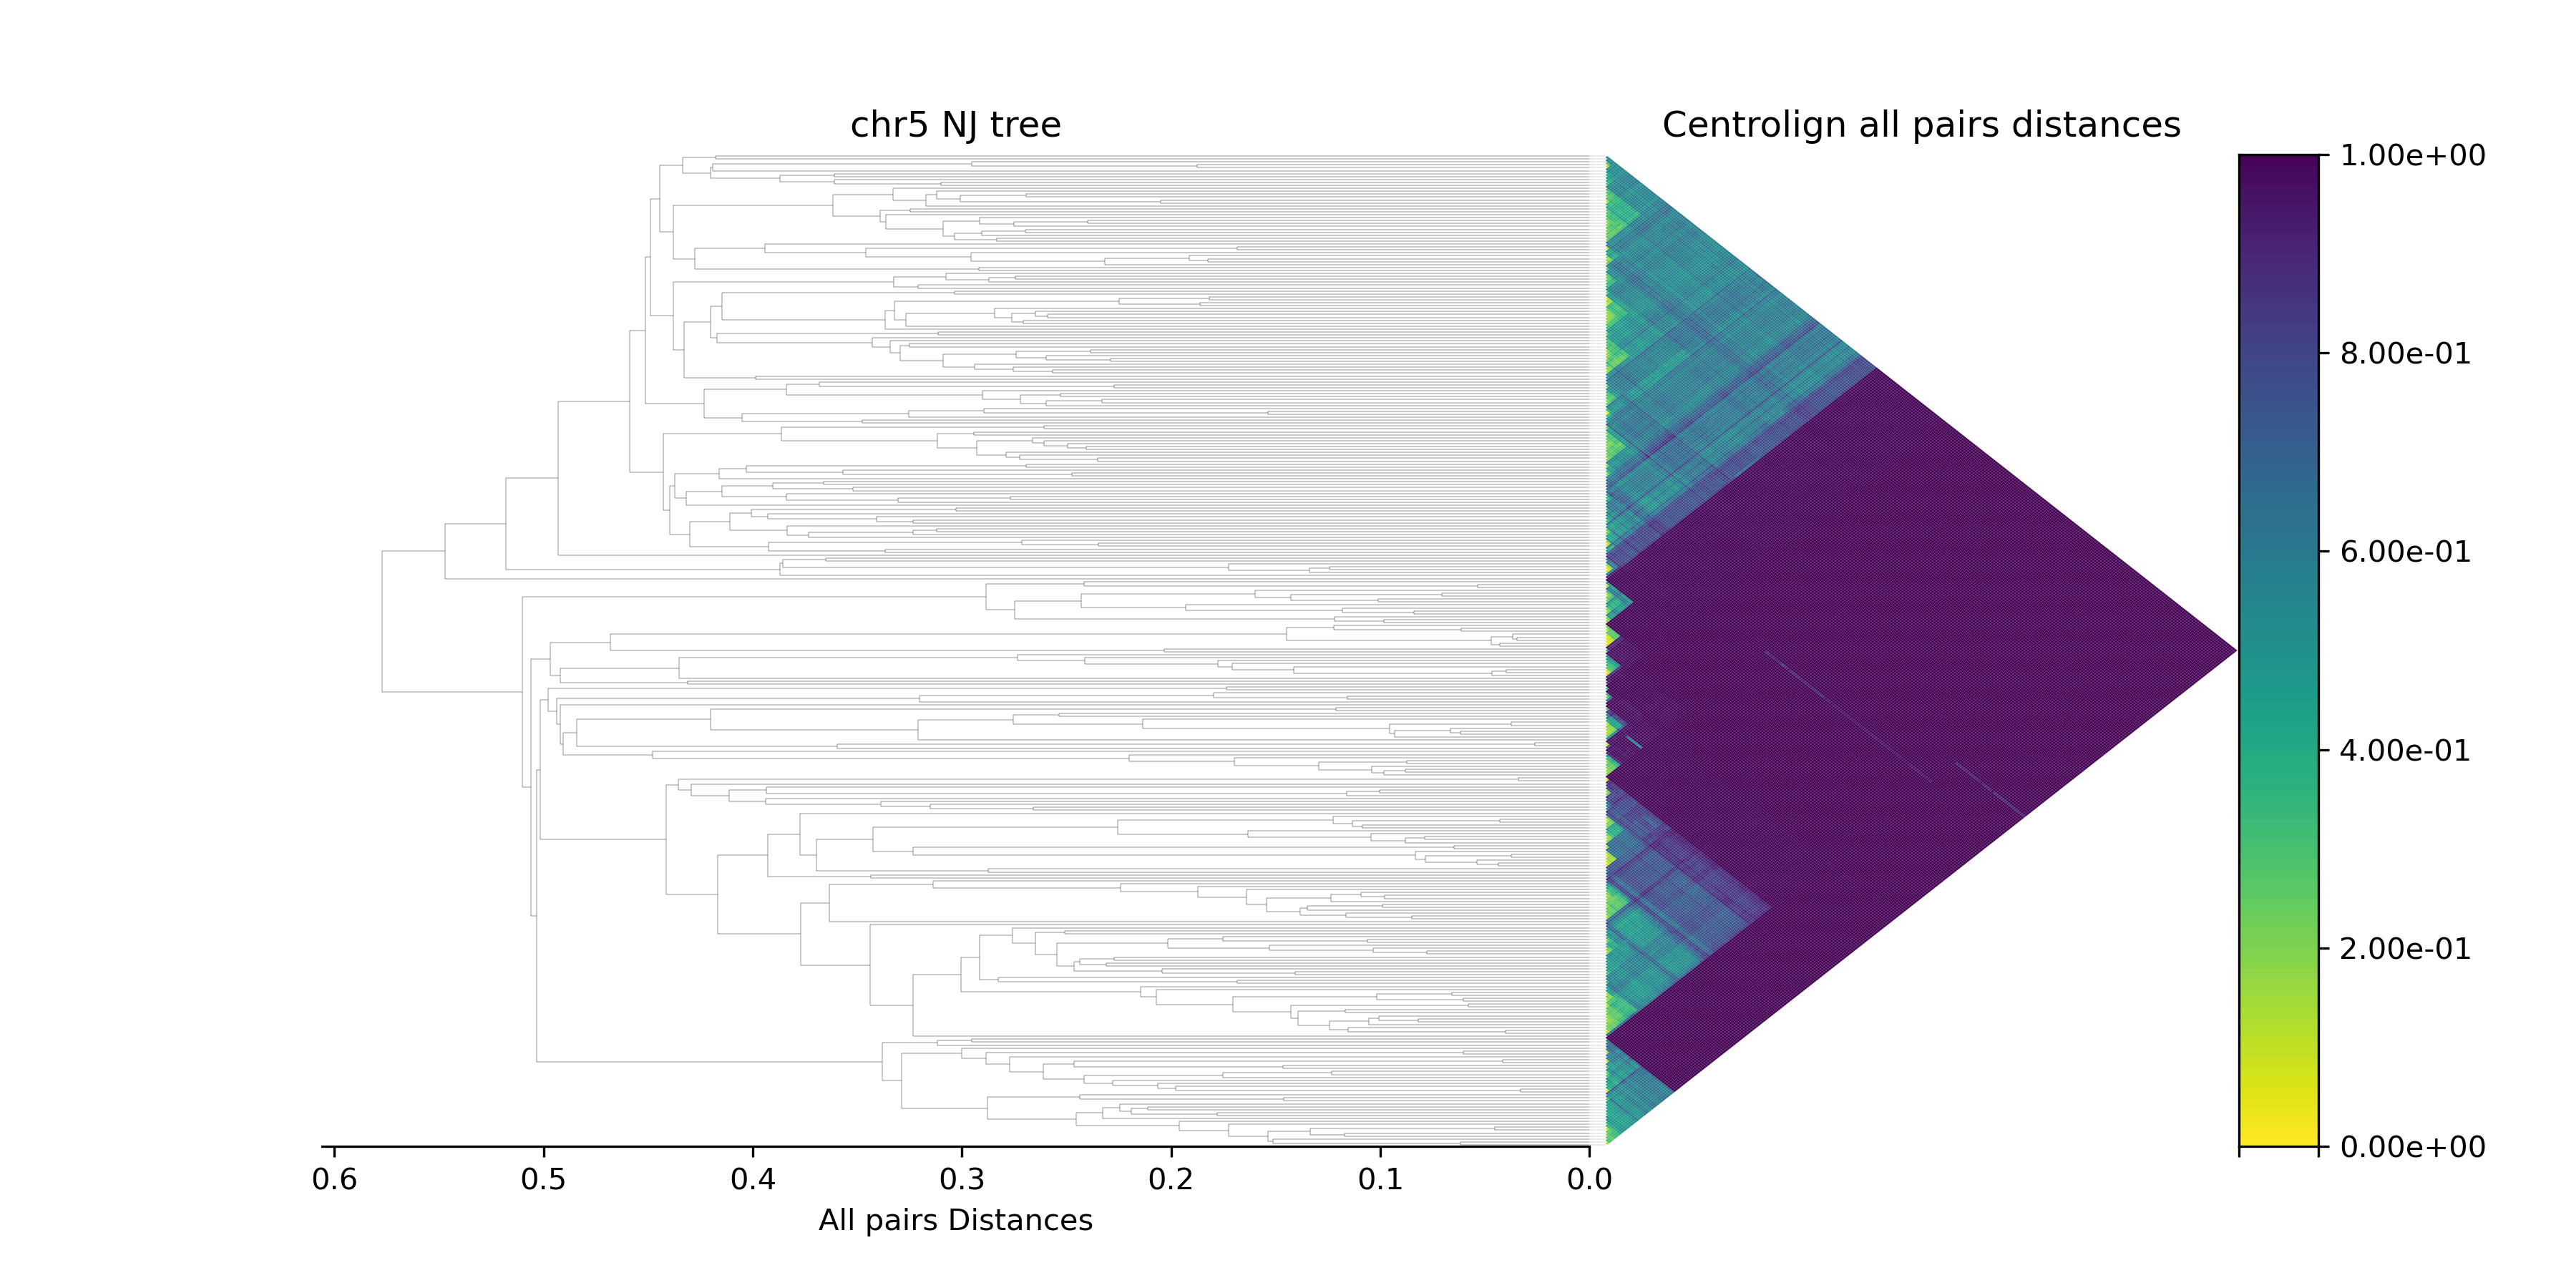 chr5 NJ tree
Centrolign all pairs distances
1.00e+00
8.00e-01
6.00e-01
4.00e-01
2.00e-01
0.00e+00
0.6 0.5 0.4 0.3 0.2 0.1 0.0
All pairs Distances